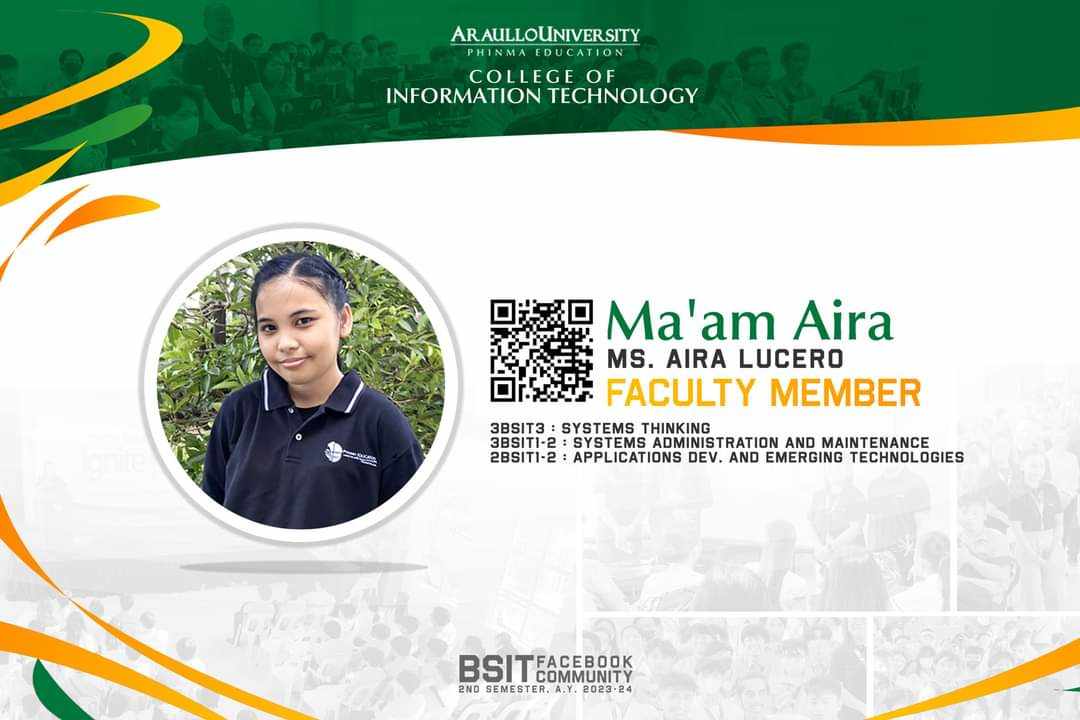 ARAULLO UNIVERSITY
PHINMA EDUCATION
COLLEGE OF
INFORMATION TECHNOLOGY
Ma'am Aira
MS. AIRA LUCERO
FACULTY MEMBER
3BSIT3 : SYSTEMS THINKING
3BSIT1-2 : SYSTEMS ADMINISTRATION AND MAINTENANCE
2BSIT1-2 : APPLICATIONS DEV. AND EMERGING TECHNOLOGIES
BSIT FACEBOOK
COMMUNITY
2ND SEMESTER, A.Y. 2023-24